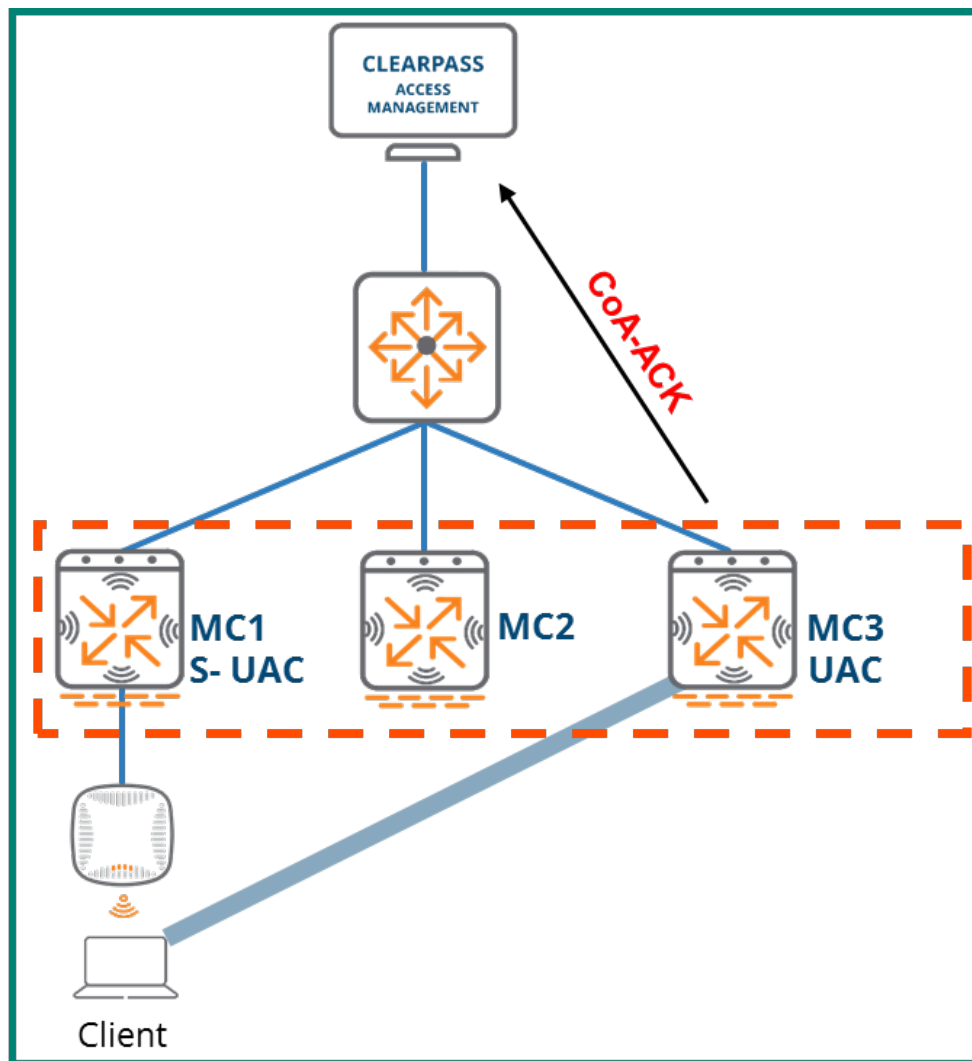 CLEARPASS
ACCESS
MANAGEMENT
CoA-ACK
MC1
S- UAC
MC2
MC3
UAC
Client